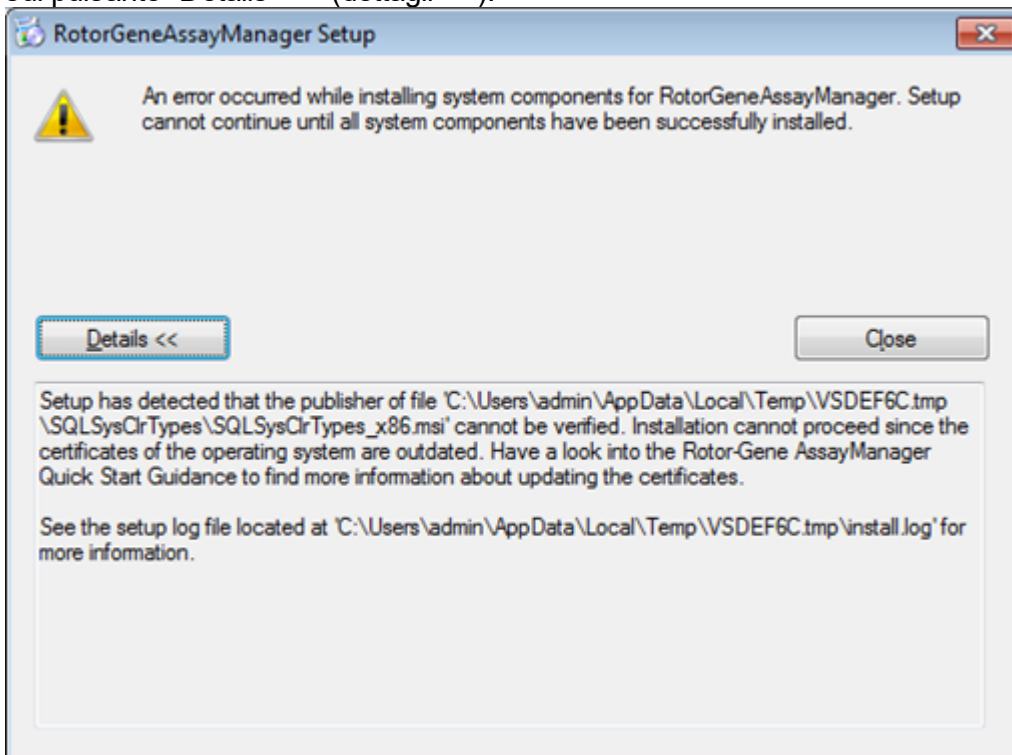 RotorGeneAssayManager Setup
An error occurred while installing system components for RotorGeneAssayManager. Setup
cannot continue until all system components have been successfully installed.
Details <<
Close
Setup has detected that the publisher of file 'C:\Users\admin\AppData\Local\Temp\VSDEF6C.tmp
\SQLSysClrTypes\SQLSysClrTypes_x86.msi' cannot be verified. Installation cannot proceed since the
certificates of the operating system are outdated. Have a look into the Rotor-Gene AssayManager
Quick Start Guidance to find more information about updating the certificates.
See the setup log file located at 'C:\Users\admin\AppData\Local\Temp\VSDEF6C.tmp\install.log' for
more information.